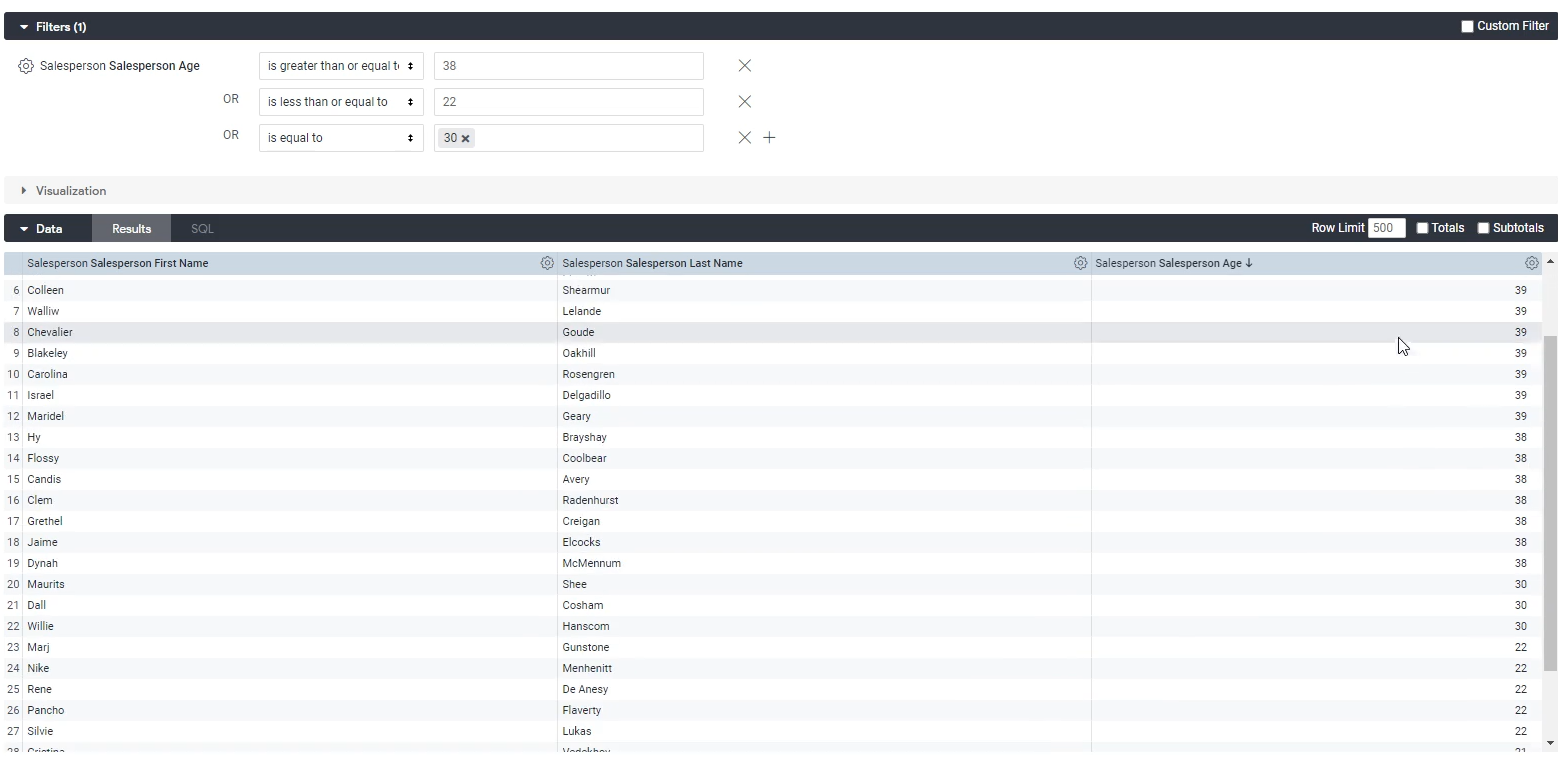 Filters (1) Custom Filter
Salesperson Salesperson Age is greater than or equal t 38
OR is less than or equal to 22
OR is equal to 30
Visualization
Data Results SQL Row Limit 500 Totals Subtotals
Salesperson Salesperson First Name Salesperson Salesperson Last Name Salesperson Salesperson Age
6 Colleen Shearmur 39
7 Walliw Lelande 39
8 Chevalier Goude 39
9 Blakeley Oakhill 39
10 Carolina Rosengren 39
11 Israel Delgadillo 39
12 Maridel Geary 39
13 Hy Brayshay 38
14 Flossy Coolbear 38
15 Candis Avery 38
16 Clem Radenhurst 38
17 Grethel Creigan 38
18 Jaime Elcocks 38
19 Dynah McMennum 38
20 Maurits Shee 30
21 Dall Cosham 30
22 Willie Hanscom 30
23 Marj Gunstone 22
24 Nike Menhenitt 22
25 Rene De Anesy 22
26 Pancho Flaverty 22
27 Silvie Lukas 22
28 Cristina 21